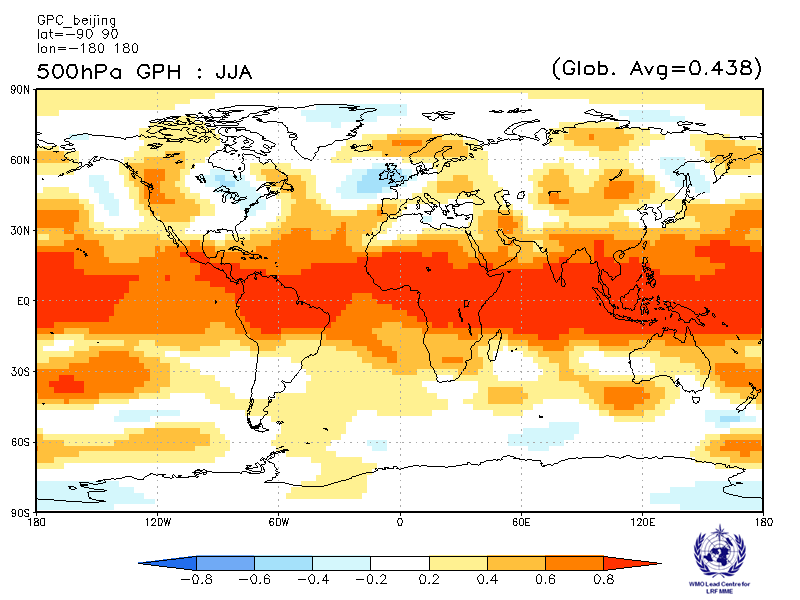 GPC_beijing
lat=-90 90
lon=-180 180
500hPa GPH : JJA
(Glob. Avg=0.438)
90N
60N
30N
EQ
30S
60S
90S
180 120W 60W 0 60E 120E 180
-0.8 -0.6 -0.4 -0.2 0.2 0.4 0.6 0.8
WMO Lead Centre for
LRF MME